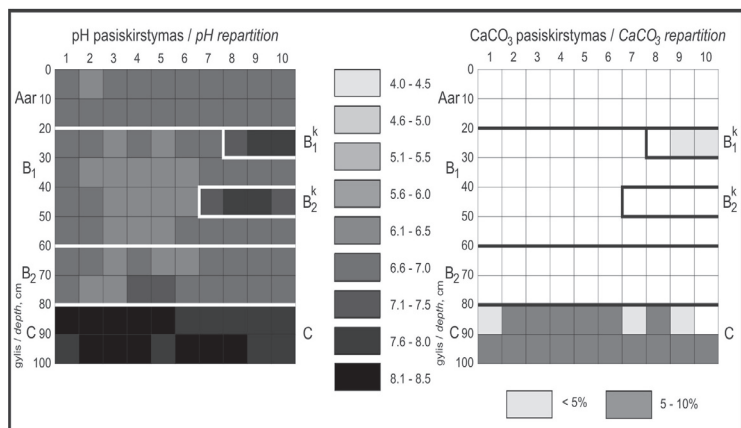 pH pasiskirstymas / pH repartition
1 2 3 4 5 6 7 8 9 10
0
Aar 10
20
B1k
30
B1
40
B2k
50
60
B2 70
80
C 90 C
100
gylis / depth, cm
4.0 - 4.5
4.6 - 5.0
5.1 - 5.5
5.6 - 6.0
6.1 - 6.5
6.6 - 7.0
7.1 - 7.5
7.6 - 8.0
8.1 - 8.5
CaCO3 pasiskirstymas / CaCO3 repartition
1 2 3 4 5 6 7 8 9 10
0
Aar 10
20
B1k
30
B1
40
B2k
50
60
B2 70
80
C 90 C
100
gylis / depth, cm
< 5%
5 - 10%